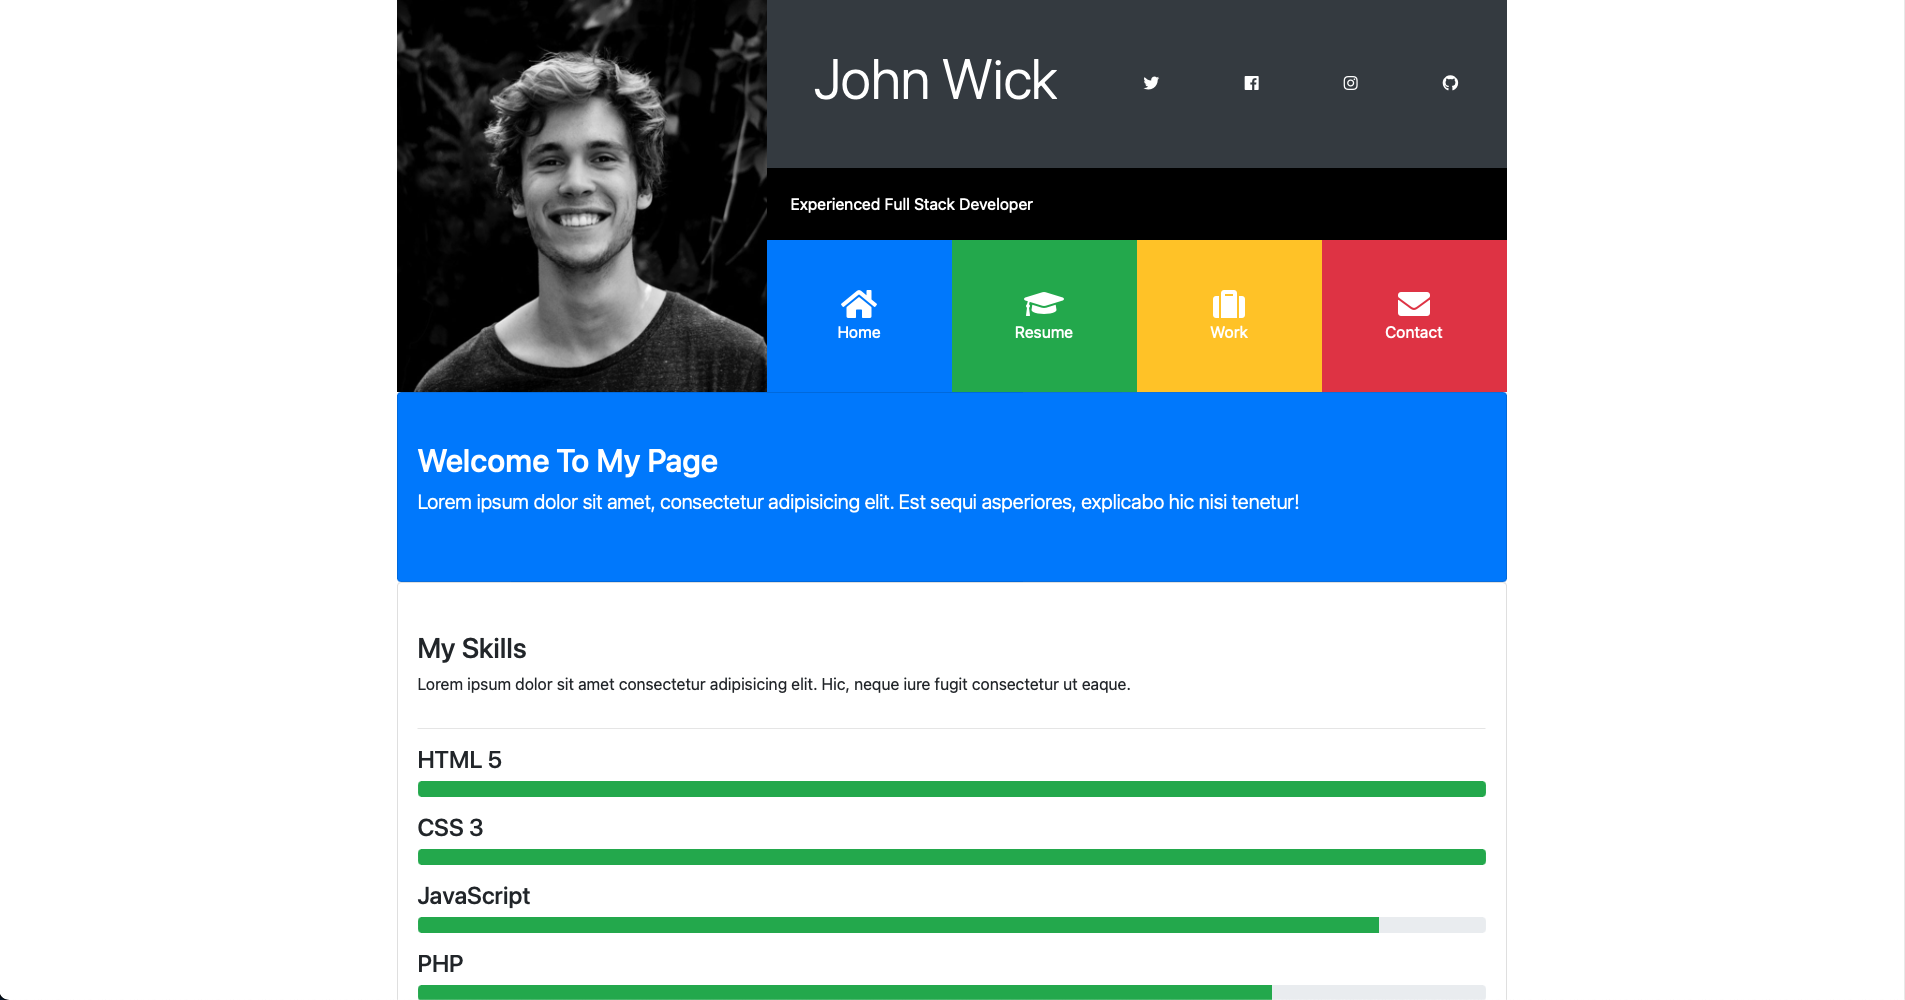 John Wick
Experienced Full Stack Developer
Home
Resume
Work
Contact
Welcome To My Page
Lorem ipsum dolor sit amet, consectetur adipisicing elit. Est sequi asperiores, explicabo hic nisi tenetur!
My Skills
Lorem ipsum dolor sit amet consectetur adipisicing elit. Hic, neque iure fugit consectetur ut eaque.
HTML 5
CSS 3
JavaScript
PHP